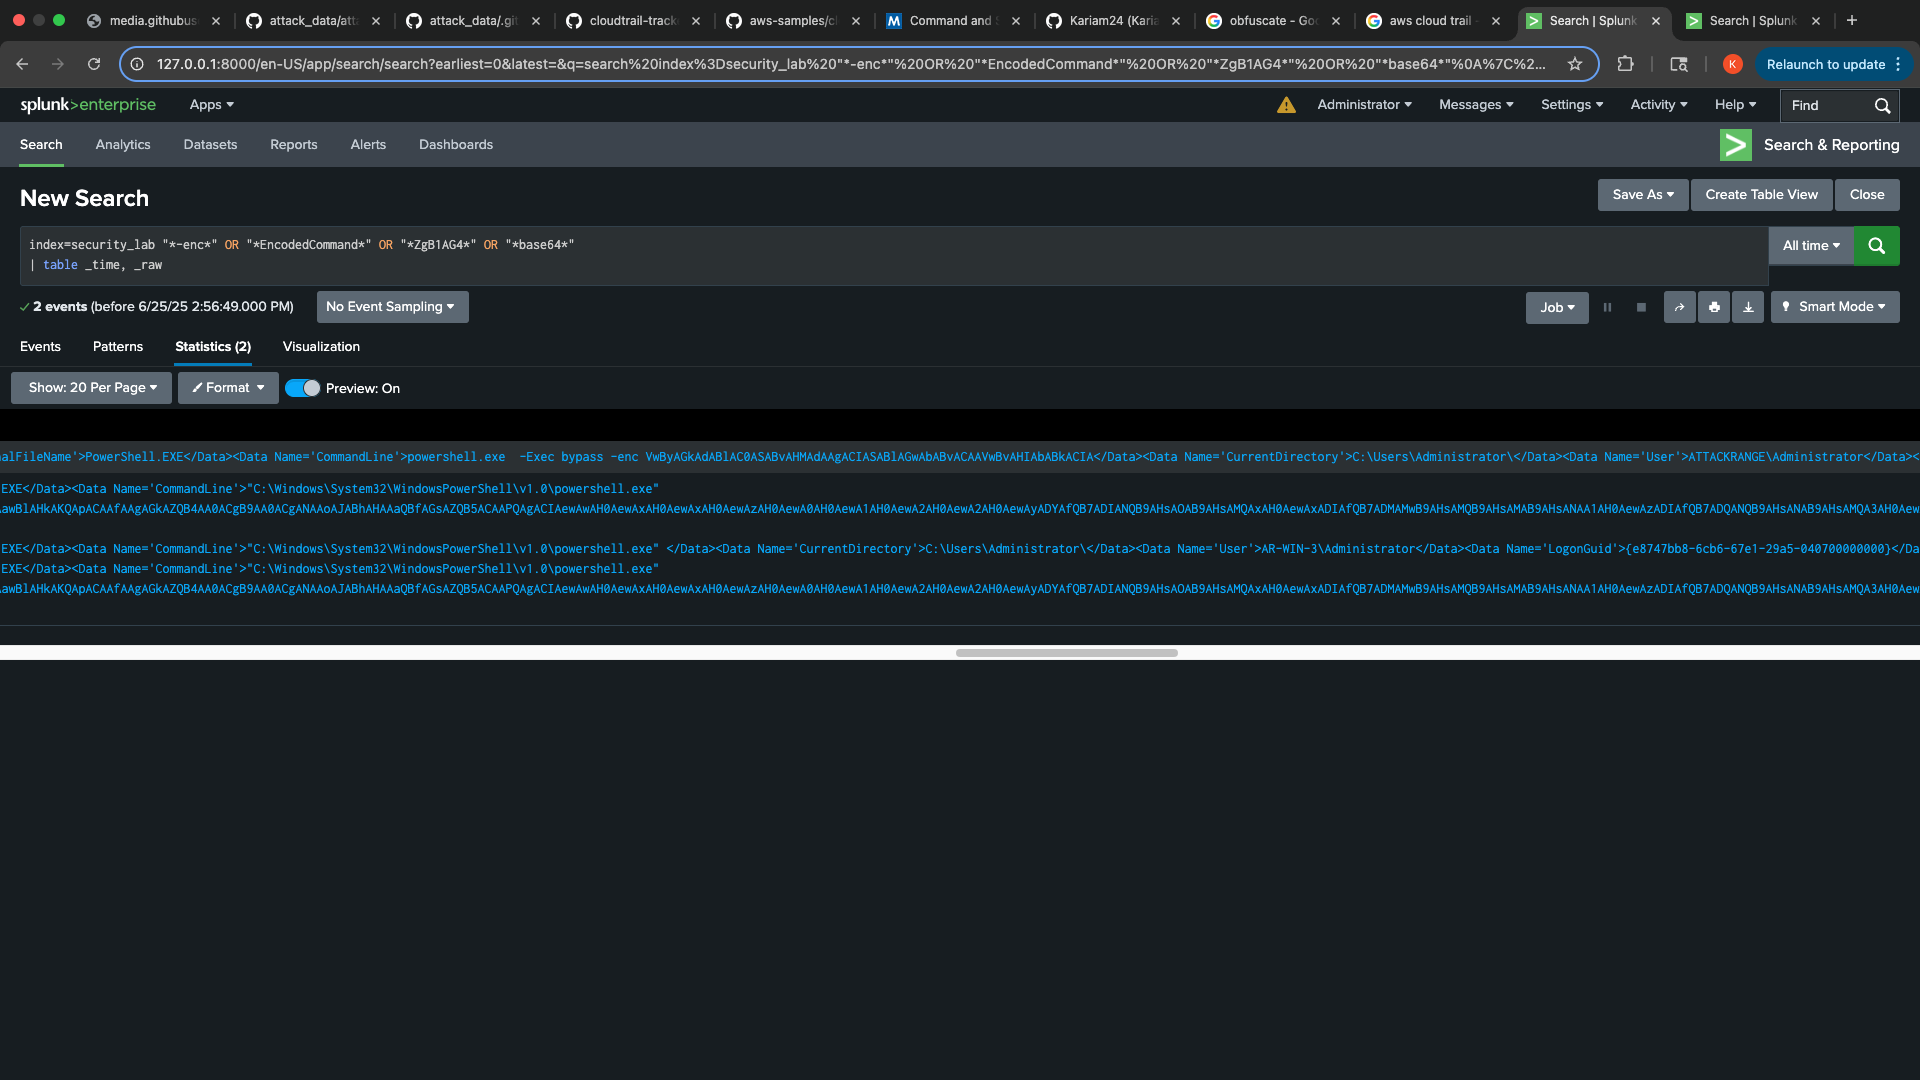 media.githubus
attack_data/atta
attack_data/.git
cloudtrail-track
aws-samples/cl
Command and S
Kariam24 (Karia
obfuscate - Goo
aws cloud trail -
Search | Splunk
Search | Splunk
127.0.0.1:8000/en-US/app/search/search?earliest=0&latest=&q=search%20index%3Dsecurity_lab%20"*-enc*"%20OR%20"*EncodedCommand*"%20OR%20"*ZgB1AG4*"%20OR%20"*base64*"%0A%7C%2...
K
Relaunch to update
splunk>enterprise
Apps
Administrator
Messages
Settings
Activity
Help
Find
Search
Analytics
Datasets
Reports
Alerts
Dashboards
Search & Reporting
New Search
Save As
Create Table View
Close
index=security_lab "*-enc*" OR "*EncodedCommand*" OR "*ZgB1AG4*" OR "*base64*"
| table _time, _raw
All time
2 events (before 6/25/25 2:56:49.000 PM)
No Event Sampling
Job
Smart Mode
Events
Patterns
Statistics (2)
Visualization
Show: 20 Per Page
Format
Preview: On
alFileName'>PowerShell.EXE</Data><Data Name='CommandLine'>powershell.exe  -Exec bypass -enc VwByAGkAdABlAC0ASABvAHMAdAAgACIASABlAGwAbABvACAAVwBvAHIAbABkACIA</Data><Data Name='CurrentDirectory'>C:\Users\Administrator\</Data><Data Name='User'>ATTACKRANGE\Administrator</Data><
EXE</Data><Data Name='CommandLine'>"C:\Windows\System32\WindowsPowerShell\v1.0\powershell.exe"
EXE</Data><Data Name='CommandLine'>"C:\Windows\System32\WindowsPowerShell\v1.0\powershell.exe" </Data><Data Name='CurrentDirectory'>C:\Users\Administrator\</Data><Data Name='User'>AR-WIN-3\Administrator</Data><Data Name='LogonGuid'>{e8747bb8-6cb6-67e1-29a5-040700000000}</Da
EXE</Data><Data Name='CommandLine'>"C:\Windows\System32\WindowsPowerShell\v1.0\powershell.exe"